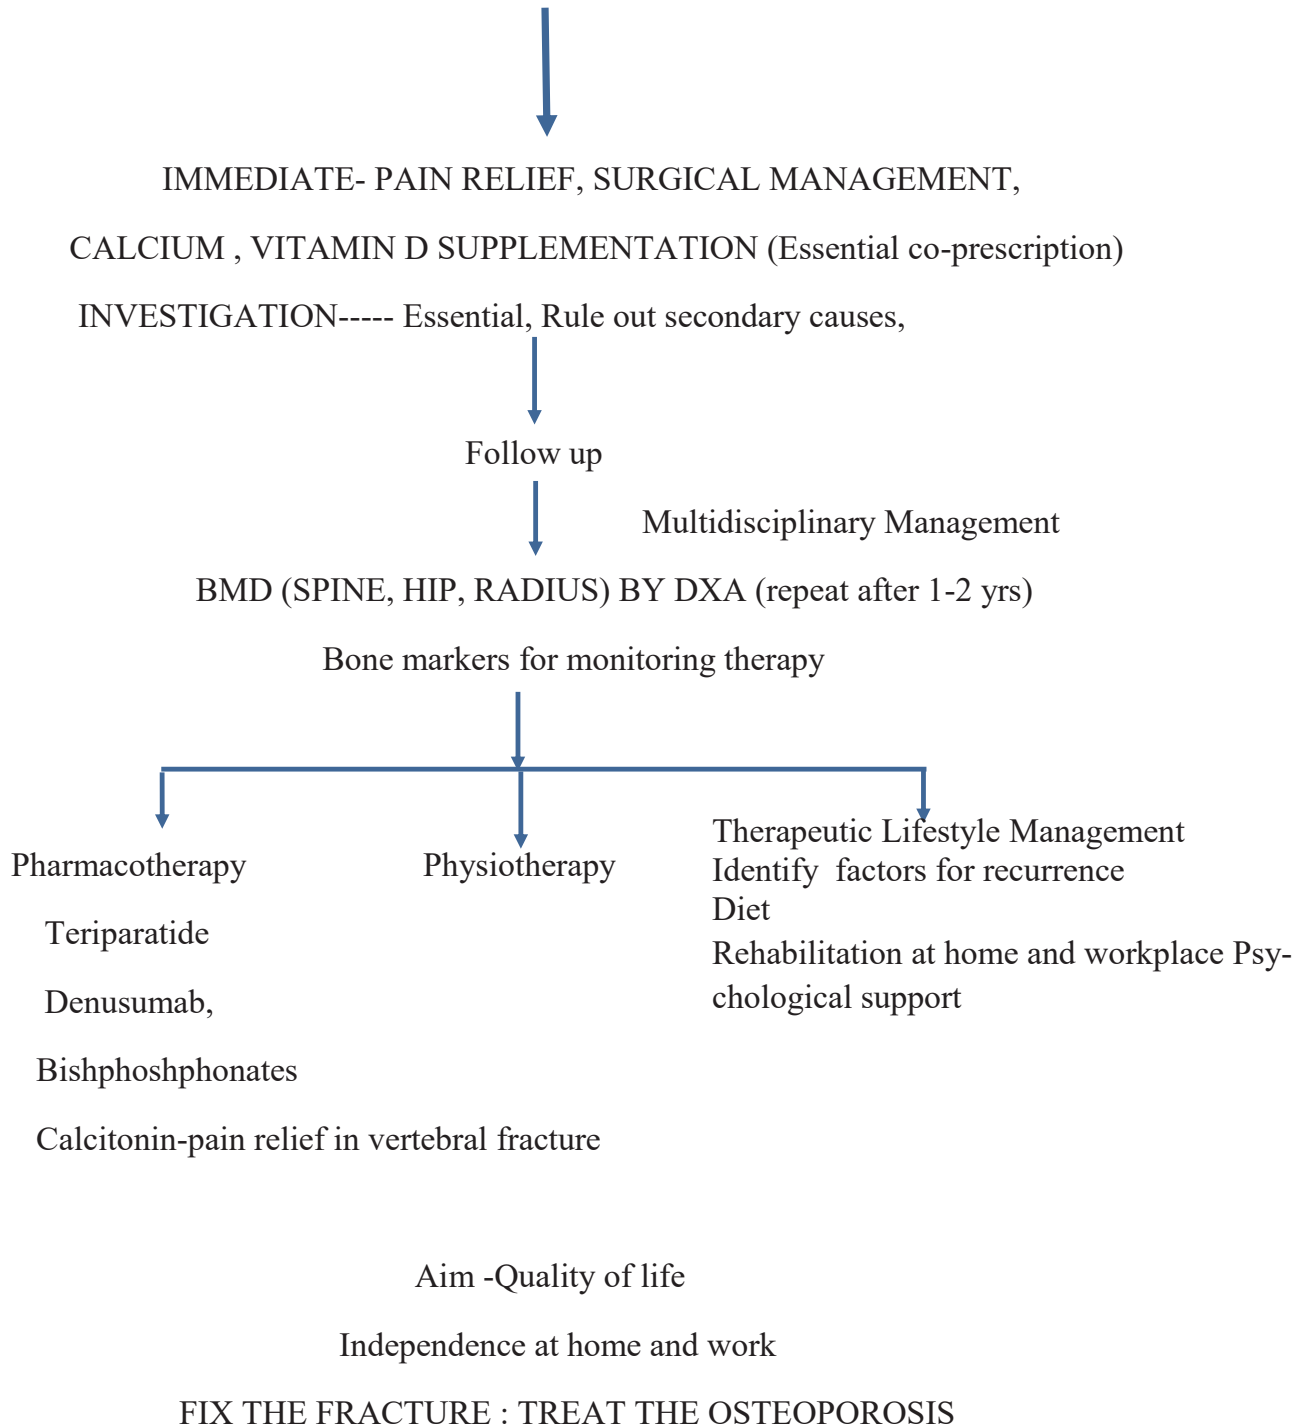 IMMEDIATE- PAIN RELIEF, SURGICAL MANAGEMENT,
CALCIUM , VITAMIN D SUPPLEMENTATION (Essential co-prescription)
INVESTIGATION----- Essential, Rule out secondary causes,
Follow up
Multidisciplinary Management
BMD (SPINE, HIP, RADIUS) BY DXA (repeat after 1-2 yrs)
Bone markers for monitoring therapy
Pharmacotherapy
Teriparatide
Denusumab,
Bishphoshphonates
Calcitonin-pain relief in vertebral fracture
Physiotherapy
Therapeutic Lifestyle Management
Identify  factors for recurrence
Diet
Rehabilitation at home and workplace Psy-
chological support
Aim -Quality of life
Independence at home and work
FIX THE FRACTURE : TREAT THE OSTEOPOROSIS